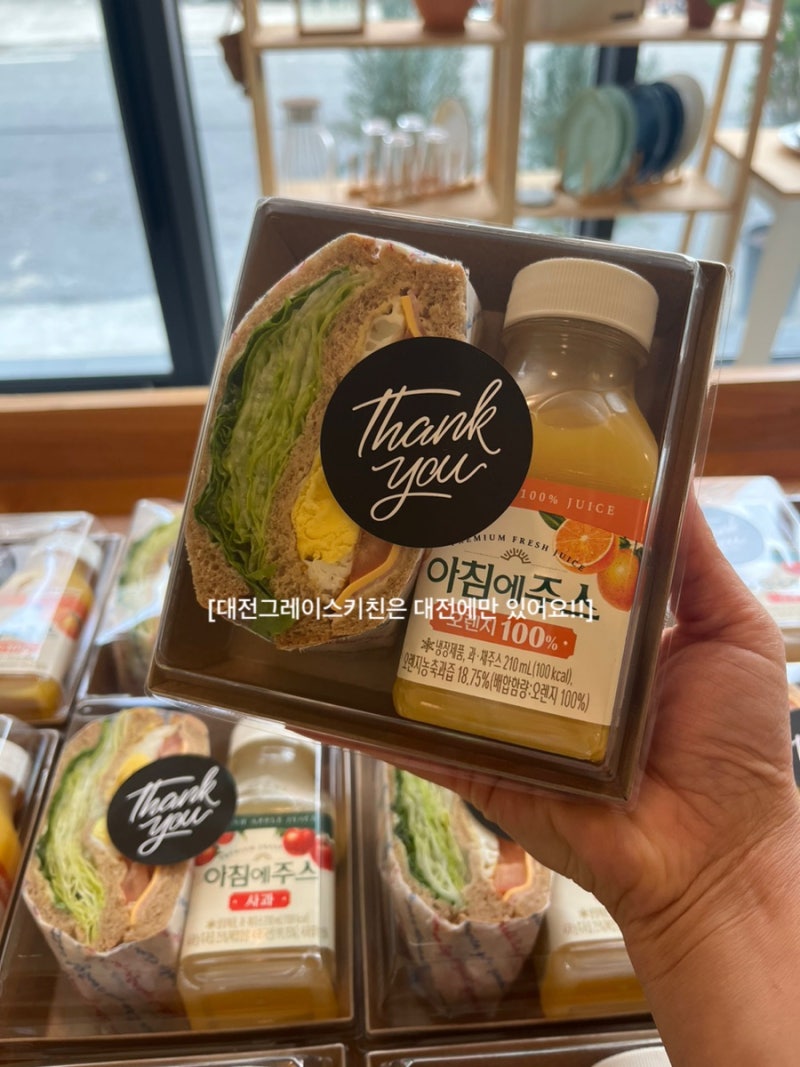 Thank
you
100% JUICE
PREMIUM FRESH JUICE
아침에주스
[대전그레이스키친은 대전에만 있어요!!]
오렌지 100%
냉장제품, 과·채주스 210 mL(100 kcal),
오렌지농축과즙 18.75%(배합함량:오렌지 100%)
Thank
you
아침에주스
사과